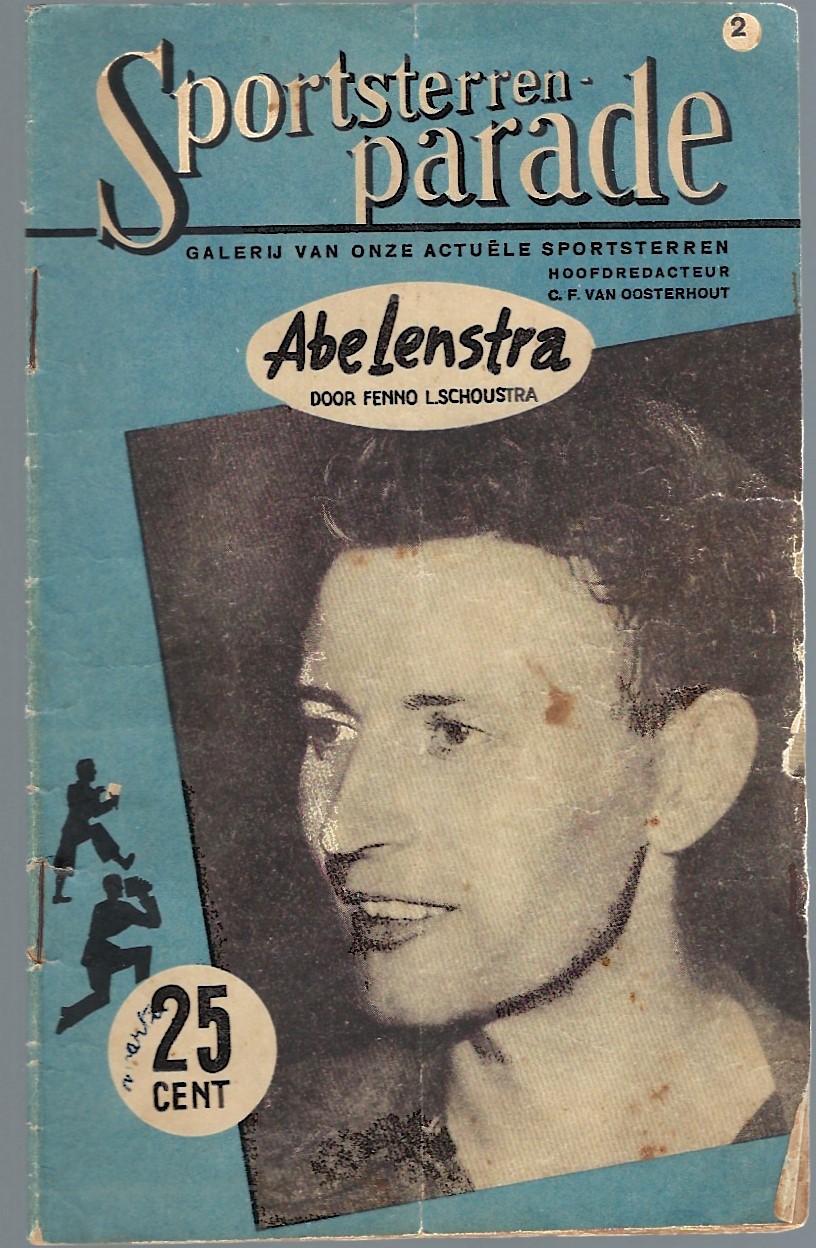 2
Sportsterren-
parade
GALERIJ VAN ONZE ACTUËLE SPORTSTERREN
HOOFDREDACTEUR
C. F. VAN OOSTERHOUT
Abe Lenstra
DOOR FENNO L. SCHOUSTRA
25
CENT